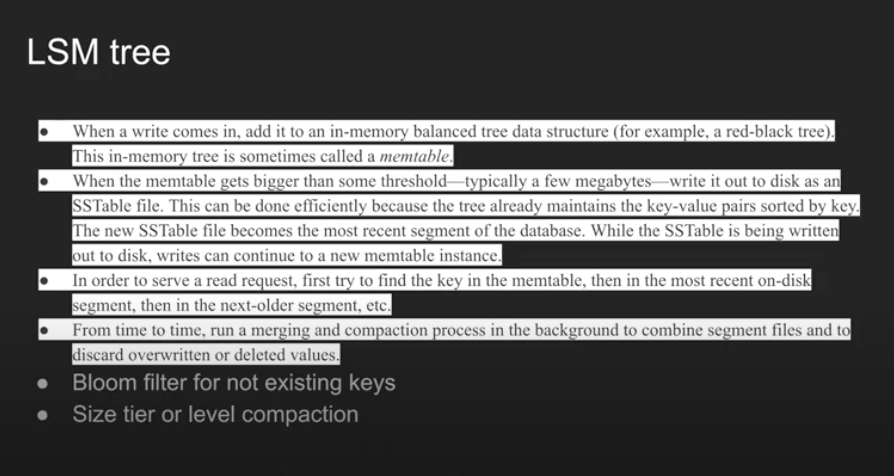 LSM tree
● When a write comes in, add it to an in-memory balanced tree data structure (for example, a red-black tree).
This in-memory tree is sometimes called a memtable.
● When the memtable gets bigger than some threshold—typically a few megabytes—write it out to disk as an
SSTable file. This can be done efficiently because the tree already maintains the key-value pairs sorted by key.
The new SSTable file becomes the most recent segment of the database. While the SSTable is being written
out to disk, writes can continue to a new memtable instance.
● In order to serve a read request, first try to find the key in the memtable, then in the most recent on-disk
segment, then in the next-older segment, etc.
● From time to time, run a merging and compaction process in the background to combine segment files and to
discard overwritten or deleted values.
● Bloom filter for not existing keys
● Size tier or level compaction